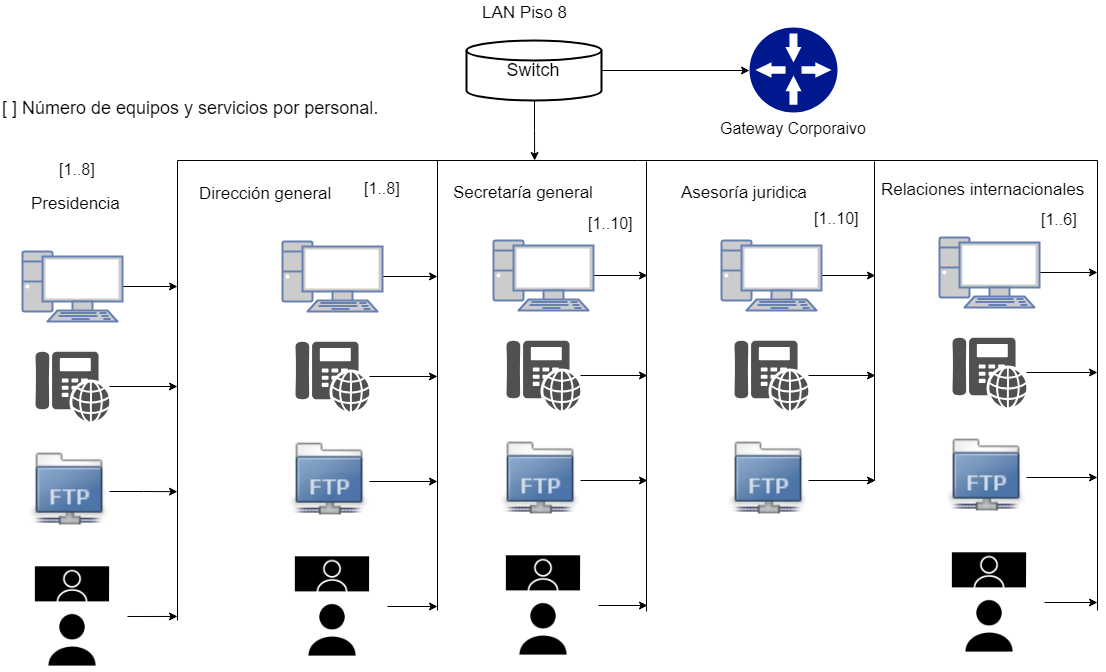 LAN Piso 8
Switch
Gateway Corporaivo
[ ] Número de equipos y servicios por personal.
[1..8]
Presidencia
Dirección general
[1..8]
Secretaría general
[1..10]
Asesoría juridica
[1..10]
Relaciones internacionales
[1..6]
FTP
FTP
FTP
FTP
FTP